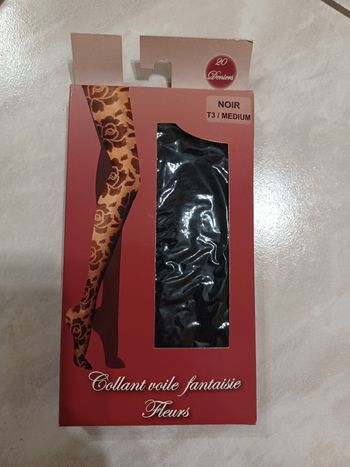 20
Deniers
NOIR
T3 / MEDIUM
Collant voile fantaisie
Fleurs